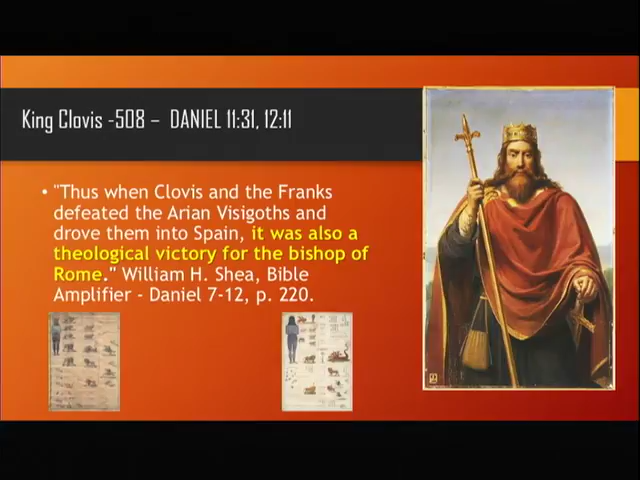 King Clovis -508 – DANIEL 11:31, 12:11
• "Thus when Clovis and the Franks
defeated the Arian Visigoths and
drove them into Spain, it was also a
theological victory for the bishop of
Rome." William H. Shea, Bible
Amplifier - Daniel 7-12, p. 220.